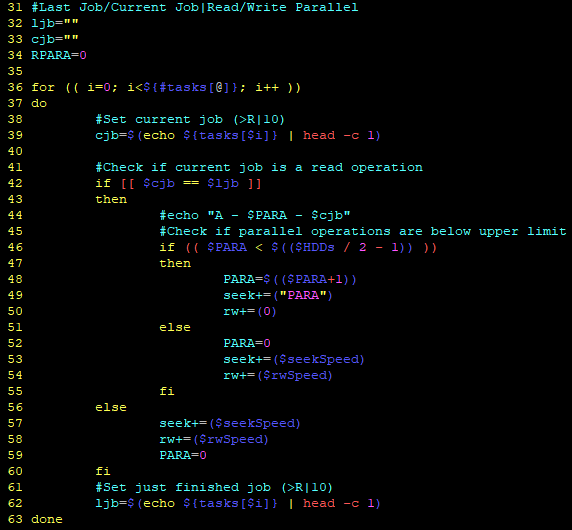 31 #Last Job/Current Job|Read/Write Parallel
32 ljb=""
33 cjb=""
34 RPARA=0
35
36 for (( i=0; i<${#tasks[@]}; i++ ))
37 do
38         #Set current job (>R|10)
39         cjb=$(echo ${tasks[$i]} | head -c 1)
40
41         #Check if current job is a read operation
42         if [[ $cjb == $ljb ]]
43         then
44                 #echo "A - $PARA - $cjb"
45                 #Check if parallel operations are below upper limit
46                 if (( $PARA < $(($HDDs / 2 - 1)) ))
47                 then
48                         PARA=$(($PARA+1))
49                         seek+=("PARA")
50                         rw+=(0)
51                 else
52                         PARA=0
53                         seek+=($seekSpeed)
54                         rw+=($rwSpeed)
55                 fi
56         else
57                 seek+=($seekSpeed)
58                 rw+=($rwSpeed)
59                 PARA=0
60         fi
61         #Set just finished job (>R|10)
62         ljb=$(echo ${tasks[$i]} | head -c 1)
63 done